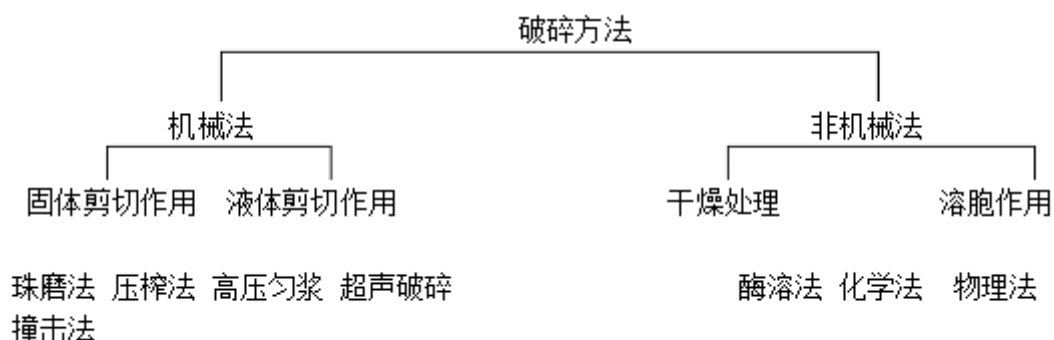 破碎方法
机械法 非机械法
固体剪切作用 液体剪切作用 干燥处理 溶胞作用
珠磨法 压榨法 高压匀浆 超声破碎 酶溶法 化学法 物理法
撞击法